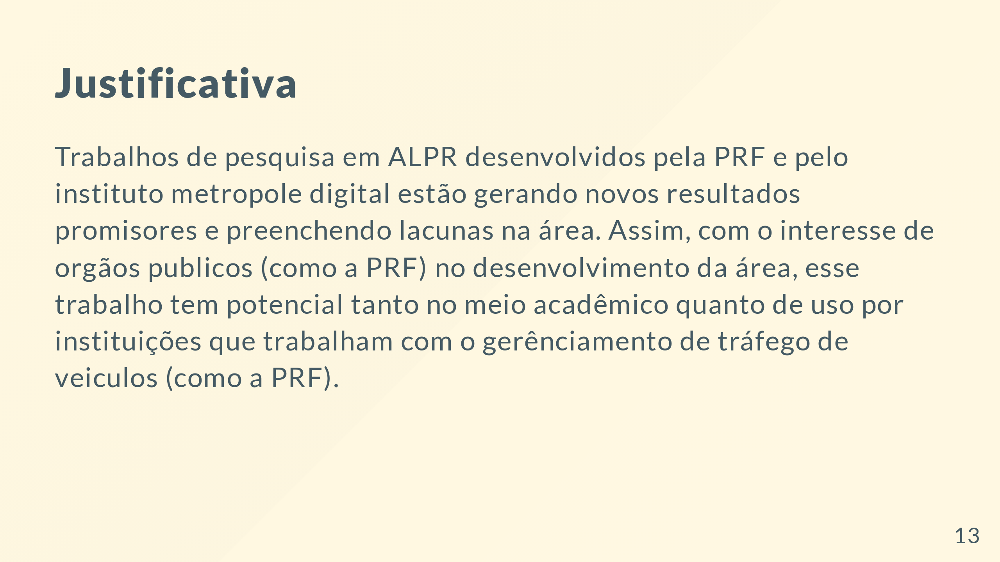 Justificativa
Trabalhos de pesquisa em ALPR desenvolvidos pela PRF e pelo
instituto metropole digital estão gerando novos resultados
promisores e preenchendo lacunas na área. Assim, com o interesse de
orgãos publicos (como a PRF) no desenvolvimento da área, esse
trabalho tem potencial tanto no meio acadêmico quanto de uso por
instituições que trabalham com o gerênciamento de tráfego de
veiculos (como a PRF).
13